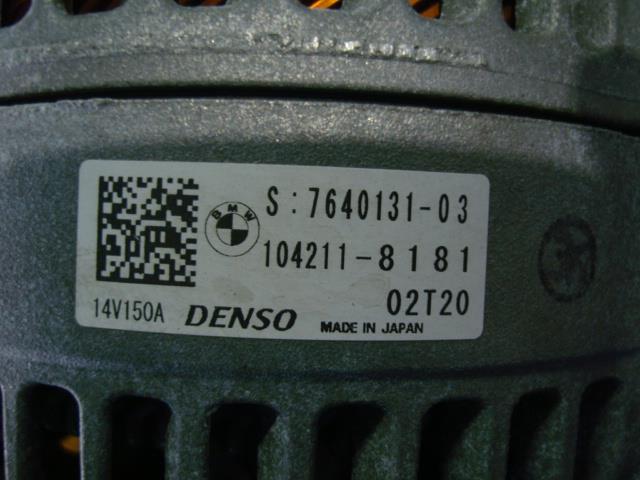 BMW
S:7640131-03
104211-8181
14V150A DENSO MADE IN JAPAN 02T20